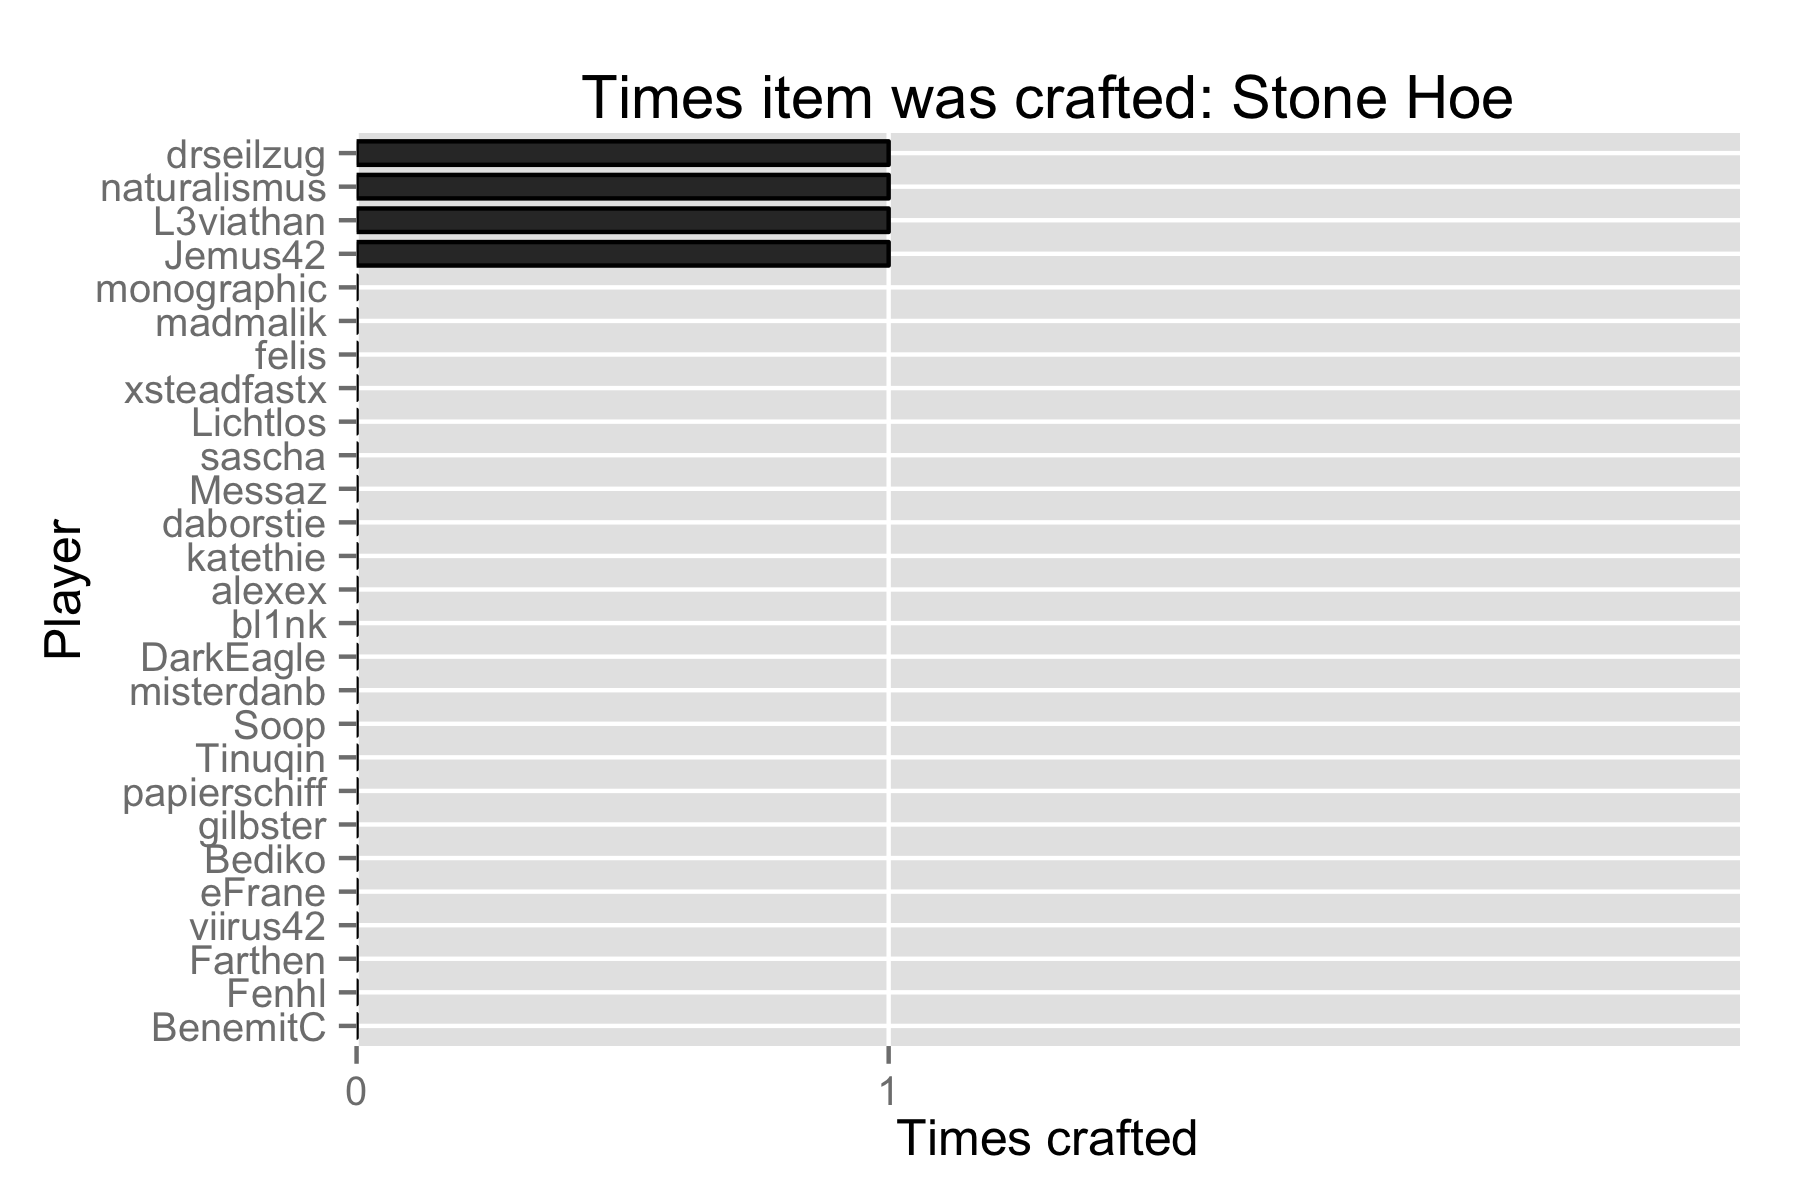 Times item was crafted: Stone Hoe
drseilzug
naturalismus
L3viathan
Jemus42
monographic
madmalik
felis
xsteadfastx
Lichtlos
sascha
Messaz
daborstie
katethie
alexex
bl1nk
DarkEagle
misterdanb
Soop
Tinuqin
papierschiff
gilbster
Bediko
eFrane
viirus42
Farthen
Fenhl
BenemitC
Player
0 1
Times crafted